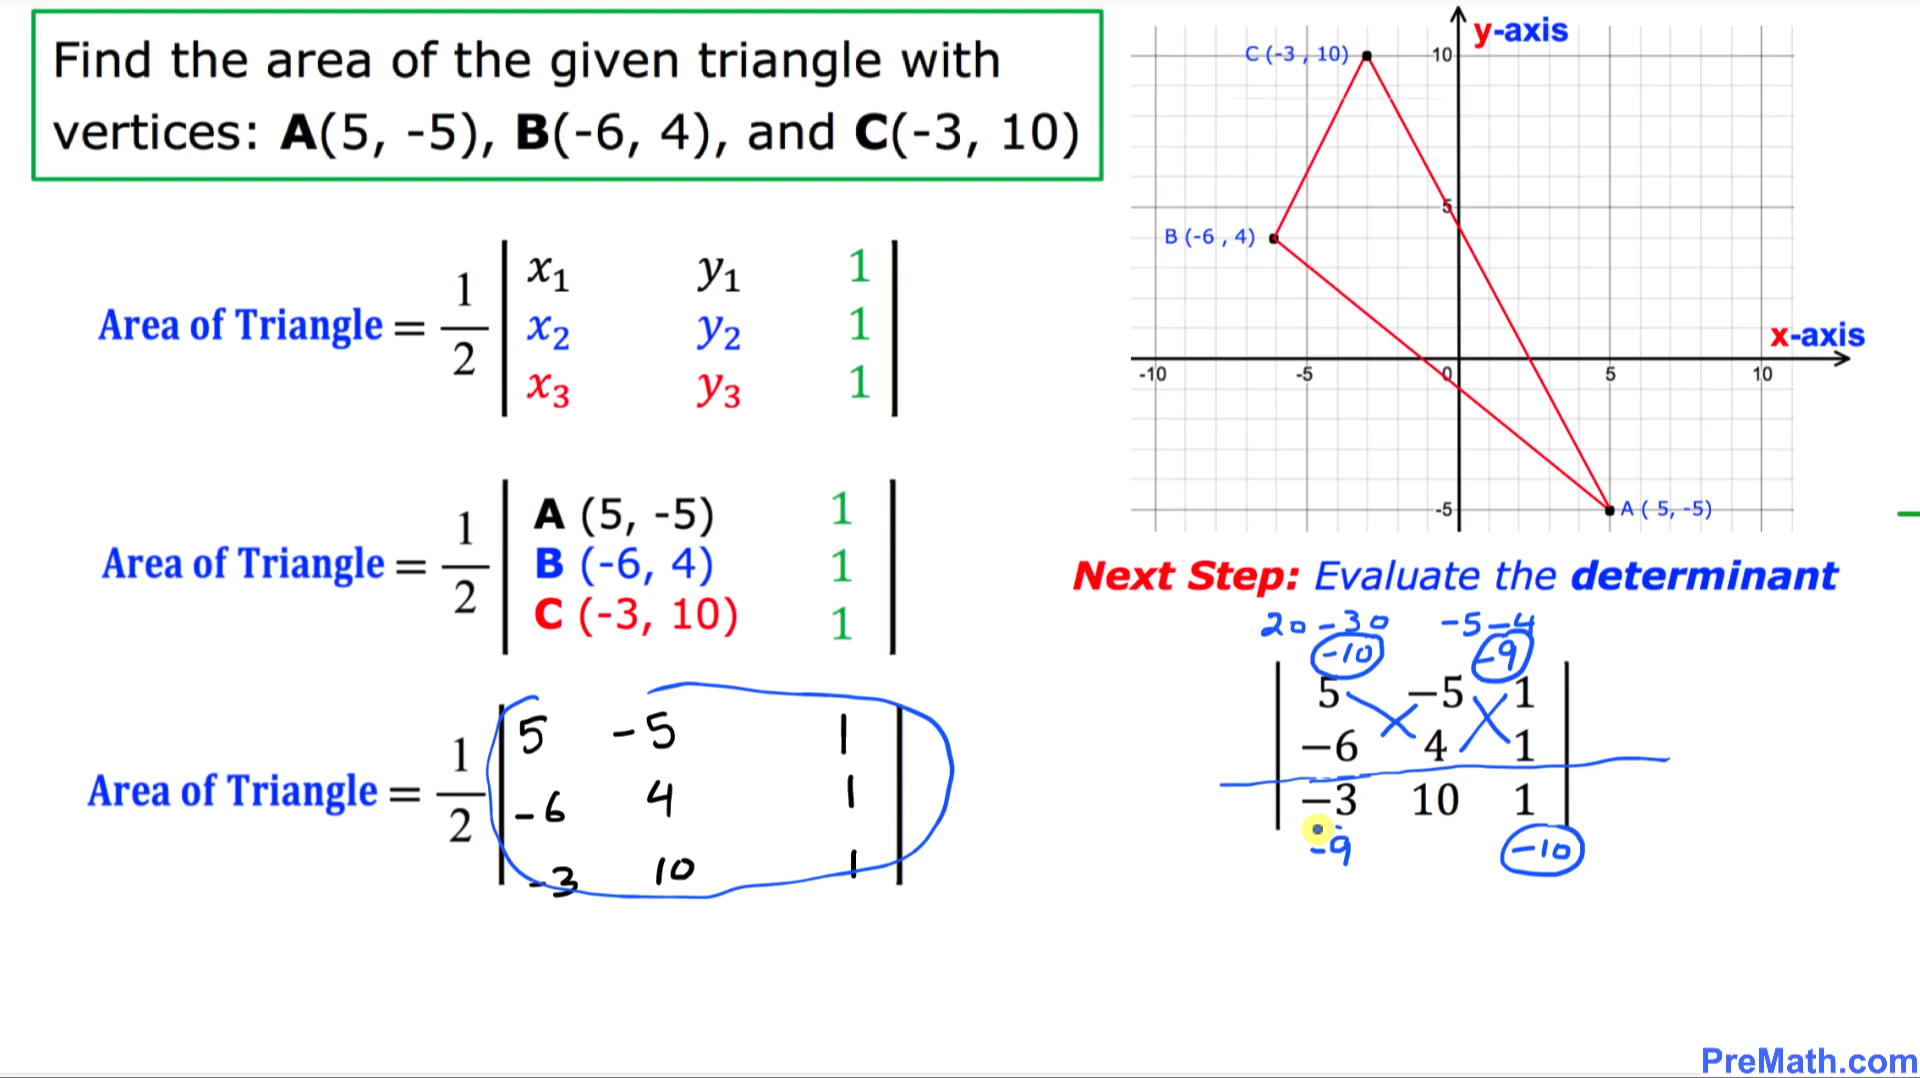 Find the area of the given triangle with
vertices: A(5, -5), B(-6, 4), and C(-3, 10)
Area of Triangle = 1/2 | x₁ y₁ 1 |
x₂ y₂ 1
x₃ y₃ 1
Area of Triangle = 1/2 | A (5, -5) 1 |
B (-6, 4) 1
C (-3, 10) 1
Area of Triangle = 1/2 | 5 -5 1 |
-6 4 1
-3 10 1
y-axis
C (-3 , 10)
10
5
B (-6 , 4)
x-axis
-10 -5 0 5 10
-5
A ( 5, -5)
Next Step: Evaluate the determinant
20 -30 -5-4
-10 -9
5 -5 1
-6 4 1
-3 10 1
-9 -10
PreMath.com